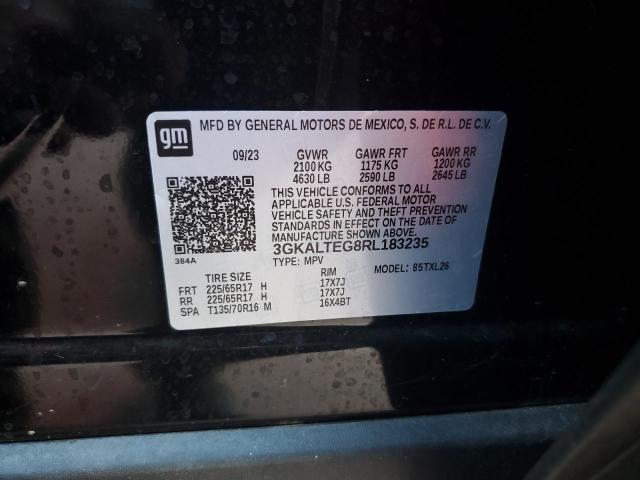 gm
MFD BY GENERAL MOTORS DE MEXICO, S. DE R.L. DE C.V.
09/23 GVWR GAWR FRT GAWR RR
2100 KG 1175 KG 1200 KG
4630 LB 2590 LB 2645 LB
THIS VEHICLE CONFORMS TO ALL
APPLICABLE U.S. FEDERAL MOTOR
VEHICLE SAFETY AND THEFT PREVENTION
STANDARDS IN EFFECT ON THE DATE OF
MANUFACTURE SHOWN ABOVE.
3GKALTEG8RL183235
384A
TYPE: MPV MODEL: 85TXL26
TIRE SIZE RIM
FRT 225/65R17 H 17X7J
RR 225/65R17 H 17X7J
SPA T135/70R16 M 16X4BT